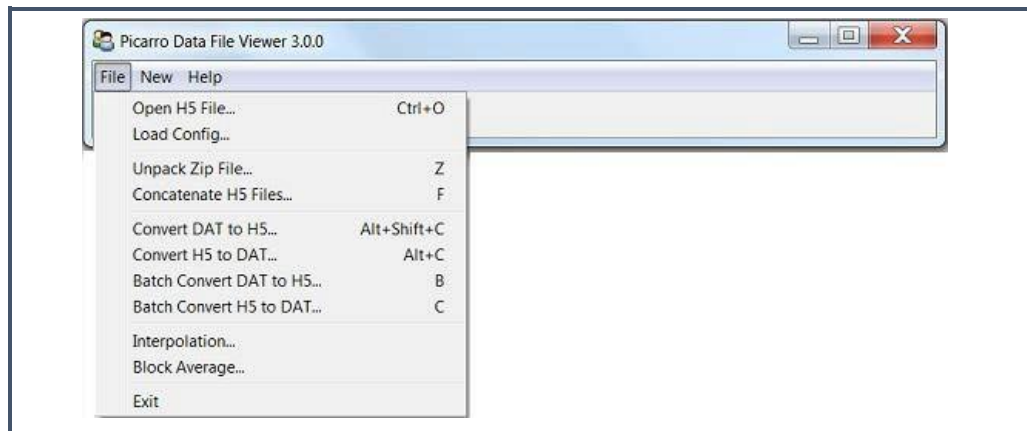 Picarro Data File Viewer 3.0.0
File New Help
Open H5 File... Ctrl+O
Load Config...
Unpack Zip File... Z
Concatenate H5 Files... F
Convert DAT to H5... Alt+Shift+C
Convert H5 to DAT... Alt+C
Batch Convert DAT to H5... B
Batch Convert H5 to DAT... C
Interpolation...
Block Average...
Exit